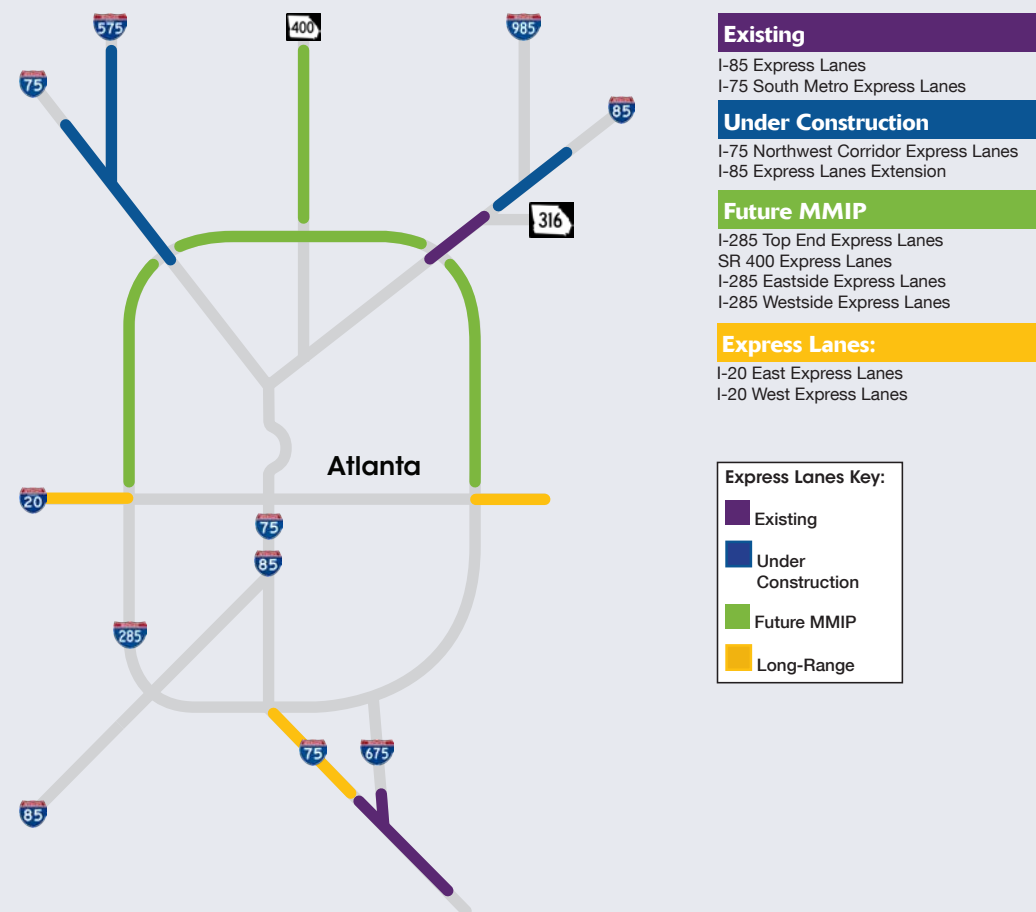 575
400
985
75
85
316
Atlanta
20
75
85
285
75
675
85
Existing
I-85 Express Lanes
I-75 South Metro Express Lanes
Under Construction
I-75 Northwest Corridor Express Lanes
I-85 Express Lanes Extension
Future MMIP
I-285 Top End Express Lanes
SR 400 Express Lanes
I-285 Eastside Express Lanes
I-285 Westside Express Lanes
Express Lanes:
I-20 East Express Lanes
I-20 West Express Lanes
Express Lanes Key:
Existing
Under
Construction
Future MMIP
Long-Range